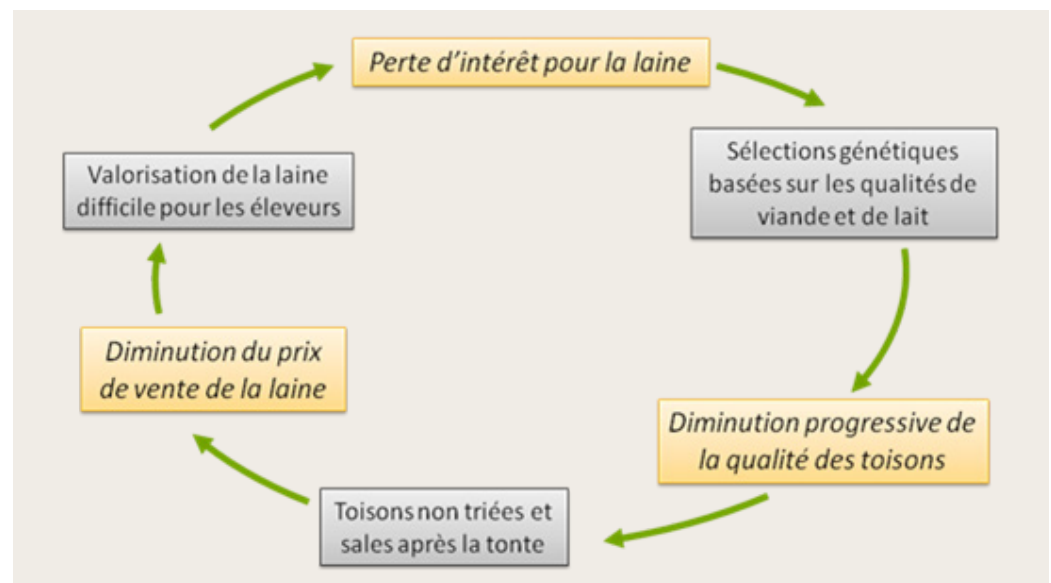 Perte d'intérêt pour la laine
Sélections génétiques
basées sur les qualités de
viande et de lait
Diminution progressive de
la qualité des toisons
Toisons non triées et
sales après la tonte
Diminution du prix
de vente de la laine
Valorisation de la laine
difficile pour les éleveurs